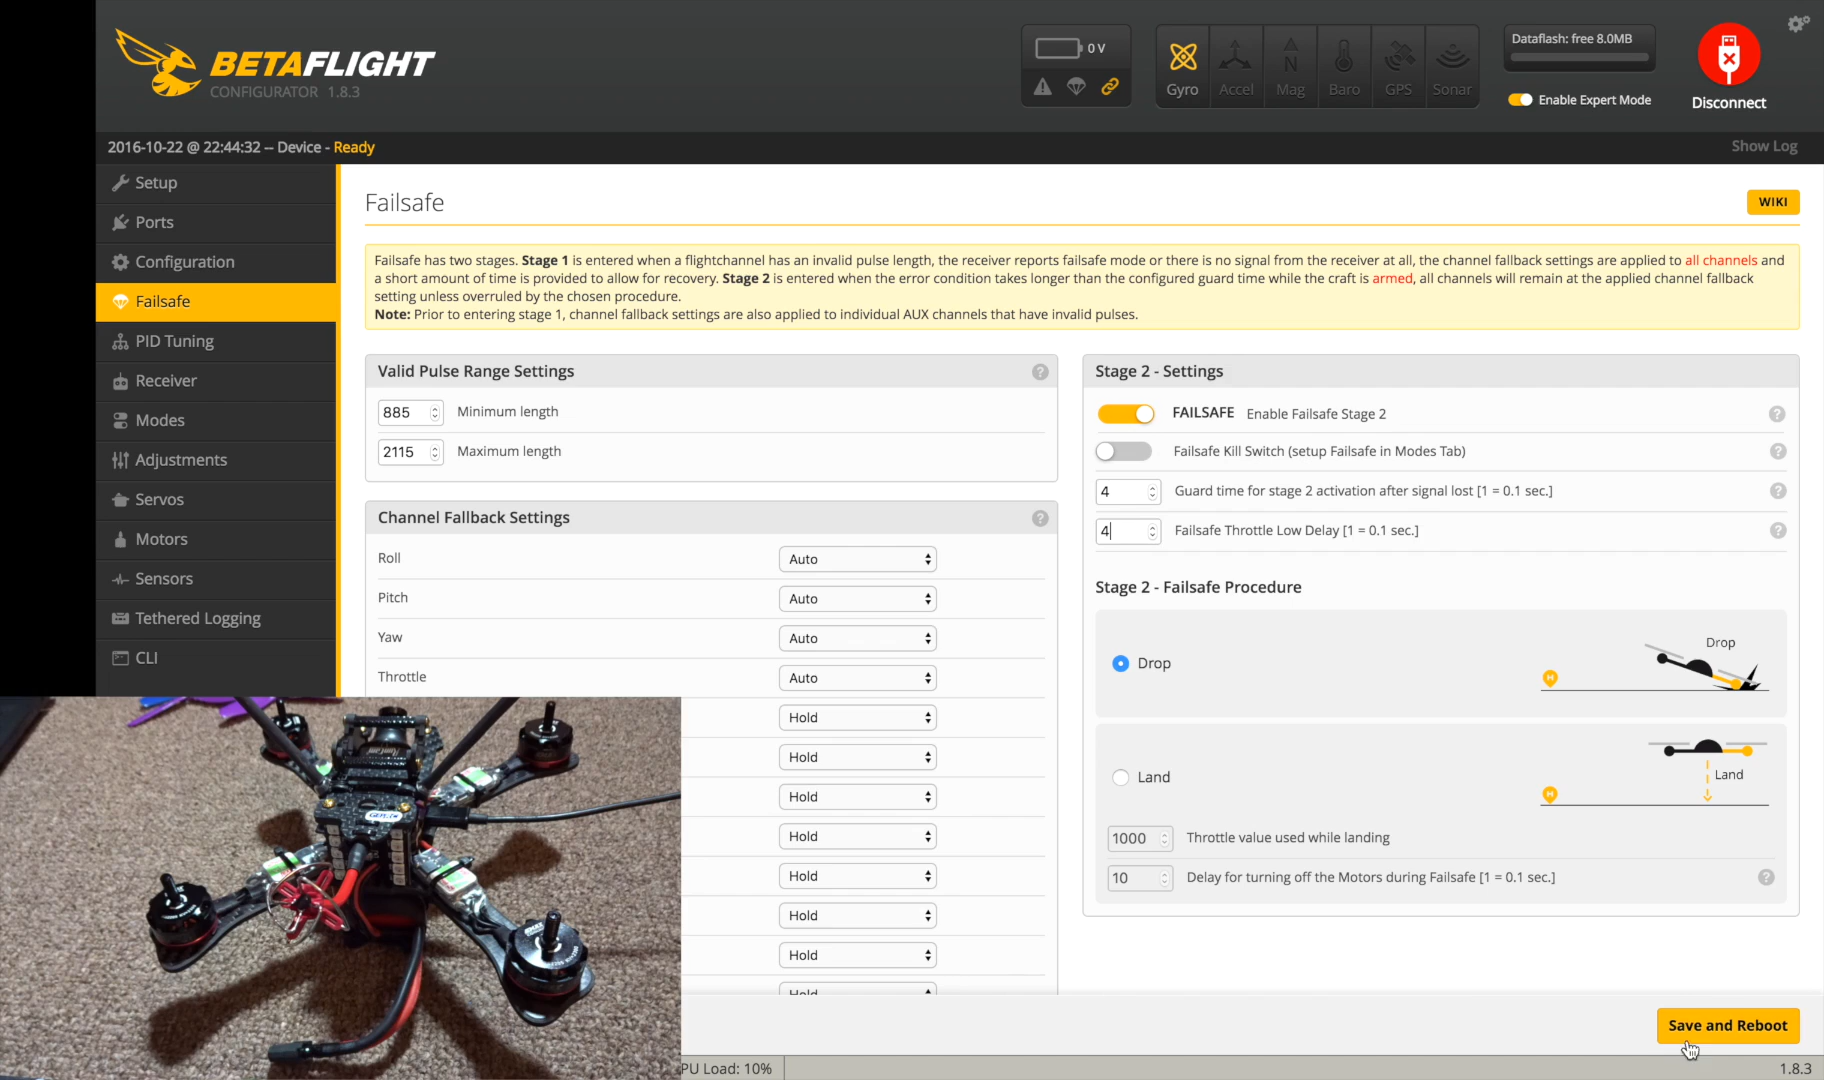 BETAFLIGHT
CONFIGURATOR 1.8.3
0 V
Gyro
Accel
Mag
Baro
GPS
Sonar
Dataflash: free 8.0MB
Enable Expert Mode
Disconnect
2016-10-22 @ 22:44:32 -- Device - Ready
Show Log
Setup
Ports
Configuration
Failsafe
PID Tuning
Receiver
Modes
Adjustments
Servos
Motors
Sensors
Tethered Logging
CLI
Failsafe
WIKI
Failsafe has two stages. Stage 1 is entered when a flightchannel has an invalid pulse length, the receiver reports failsafe mode or there is no signal from the receiver at all, the channel fallback settings are applied to all channels and
a short amount of time is provided to allow for recovery. Stage 2 is entered when the error condition takes longer than the configured guard time while the craft is armed, all channels will remain at the applied channel fallback
setting unless overruled by the chosen procedure.
Note: Prior to entering stage 1, channel fallback settings are also applied to individual AUX channels that have invalid pulses.
Valid Pulse Range Settings
885 Minimum length
2115 Maximum length
Channel Fallback Settings
Roll Auto
Pitch Auto
Yaw Auto
Throttle Auto
Hold
Hold
Hold
Hold
Hold
Hold
Hold
Hold
Stage 2 - Settings
FAILSAFE Enable Failsafe Stage 2
Failsafe Kill Switch (setup Failsafe in Modes Tab)
4 Guard time for stage 2 activation after signal lost [1 = 0.1 sec.]
4 Failsafe Throttle Low Delay [1 = 0.1 sec.]
Stage 2 - Failsafe Procedure
Drop
Drop
H
Land
Land
H
1000 Throttle value used while landing
10 Delay for turning off the Motors during Failsafe [1 = 0.1 sec.]
Save and Reboot
PU Load: 10%
1.8.3